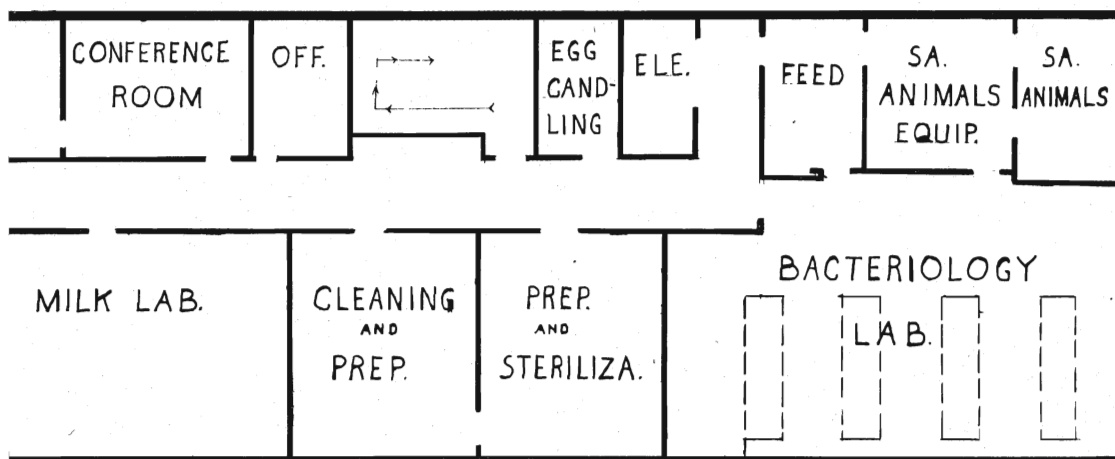 CONFERENCE
ROOM
OFF.
EGG
CAND-
LING
ELE.
FEED
SA.
ANIMALS
EQUIP.
SA.
ANIMALS
MILK LAB.
CLEANING
AND
PREP.
PREP.
AND
STERILIZA.
BACTERIOLOGY
LAB.